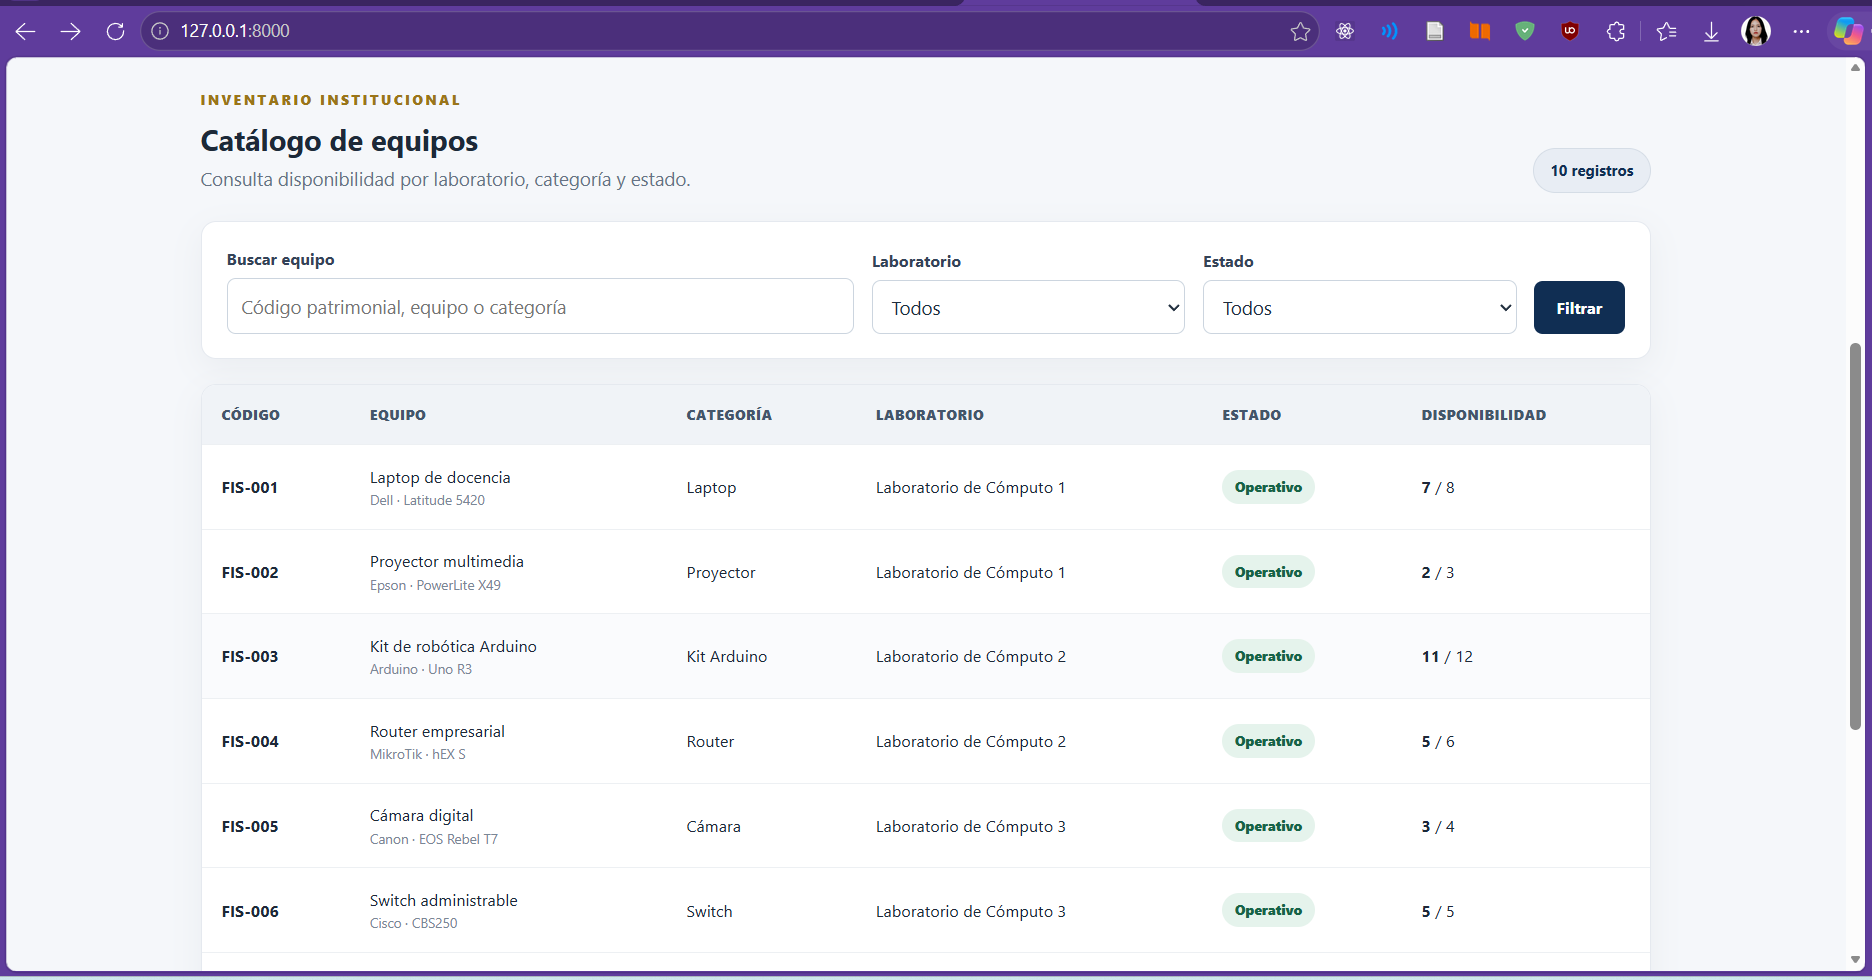 127.0.0.1:8000
INVENTARIO INSTITUCIONAL
Catálogo de equipos
Consulta disponibilidad por laboratorio, categoría y estado.
10 registros
Buscar equipo
Laboratorio
Estado
Código patrimonial, equipo o categoría
Todos
Todos
Filtrar
CÓDIGO EQUIPO CATEGORÍA LABORATORIO ESTADO DISPONIBILIDAD
FIS-001 Laptop de docencia Laptop Laboratorio de Cómputo 1 Operativo 7 / 8
Dell · Latitude 5420
FIS-002 Proyector multimedia Proyector Laboratorio de Cómputo 1 Operativo 2 / 3
Epson · PowerLite X49
FIS-003 Kit de robótica Arduino Kit Arduino Laboratorio de Cómputo 2 Operativo 11 / 12
Arduino · Uno R3
FIS-004 Router empresarial Router Laboratorio de Cómputo 2 Operativo 5 / 6
MikroTik · hEX S
FIS-005 Cámara digital Cámara Laboratorio de Cómputo 3 Operativo 3 / 4
Canon · EOS Rebel T7
FIS-006 Switch administrable Switch Laboratorio de Cómputo 3 Operativo 5 / 5
Cisco · CBS250